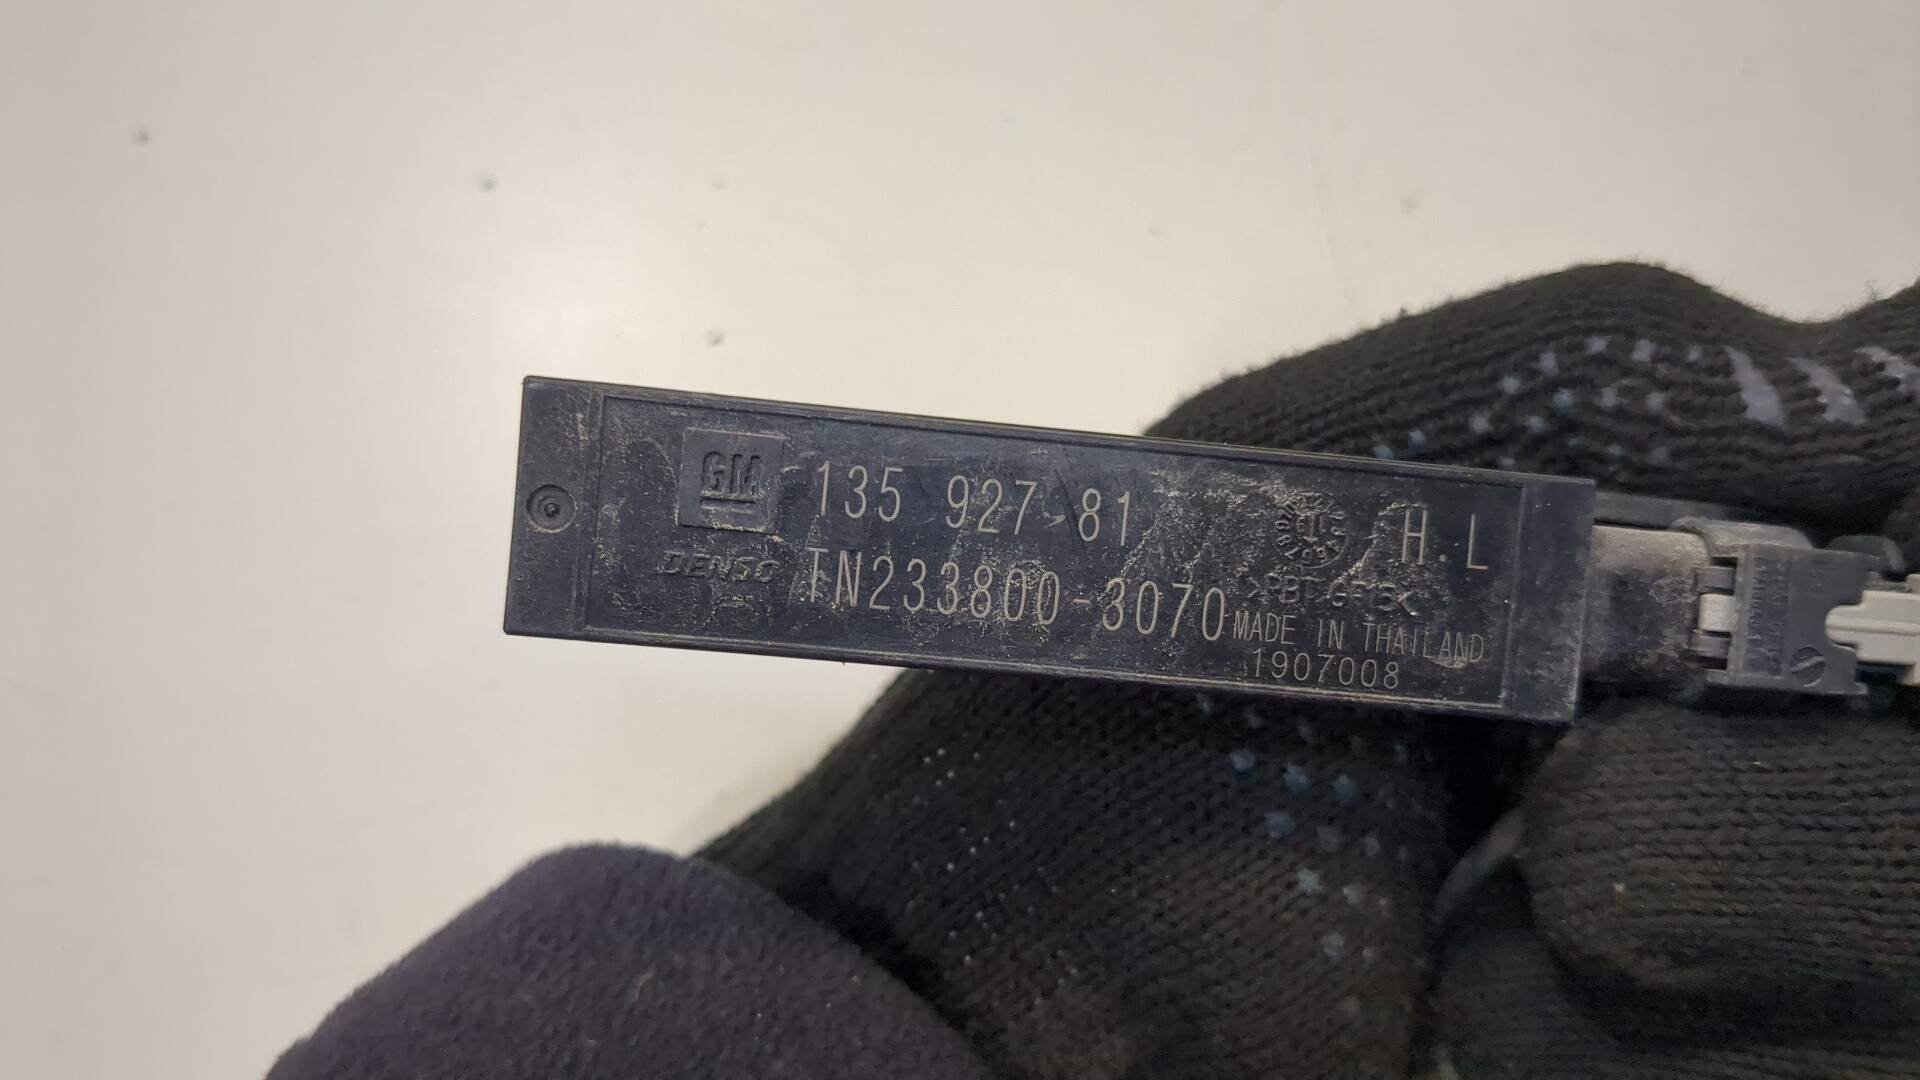 GM 135 927 81 H.L
DENSO TN233800-3070
>PBT-GF15<
MADE IN THAILAND
1907008